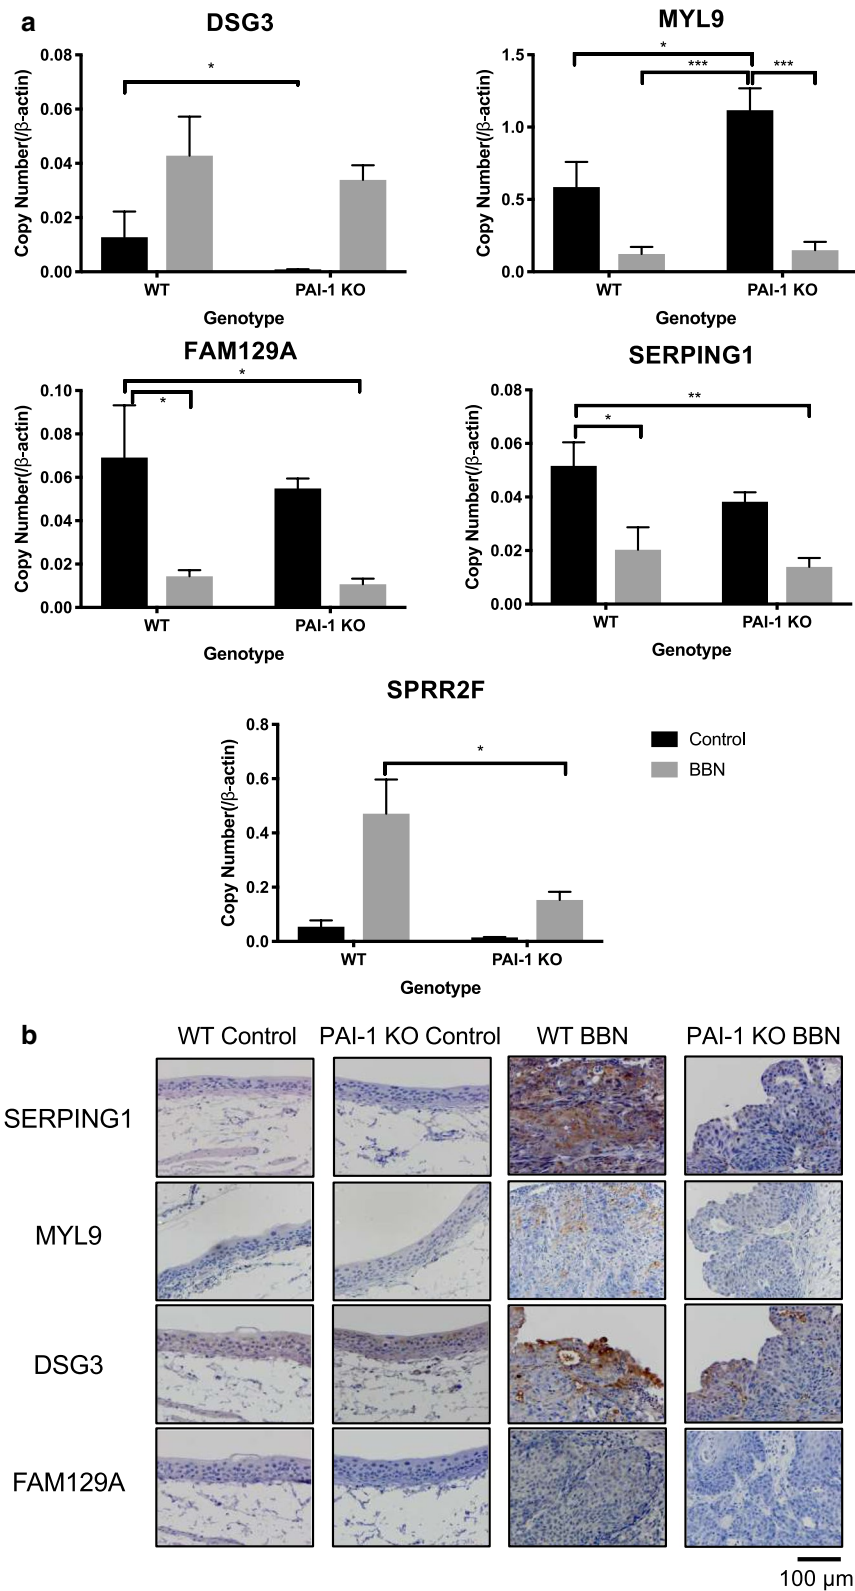 a
DSG3
Copy Number(/β-actin)
0.08
0.06
0.04
0.02
0.00
*
WT
PAI-1 KO
Genotype
MYL9
Copy Number(/β-actin)
1.5
1.0
0.5
0.0
*
***
***
WT
PAI-1 KO
Genotype
FAM129A
Copy Number(/β-actin)
0.10
0.08
0.06
0.04
0.02
0.00
*
*
WT
PAI-1 KO
Genotype
SERPING1
Copy Number(/β-actin)
0.08
0.06
0.04
0.02
0.00
**
*
WT
PAI-1 KO
Genotype
SPRR2F
Copy Number(/β-actin)
0.8
0.6
0.4
0.2
0.0
*
WT
PAI-1 KO
Genotype
Control
BBN
b
WT Control
PAI-1 KO Control
WT BBN
PAI-1 KO BBN
SERPING1
MYL9
DSG3
FAM129A
100 μm